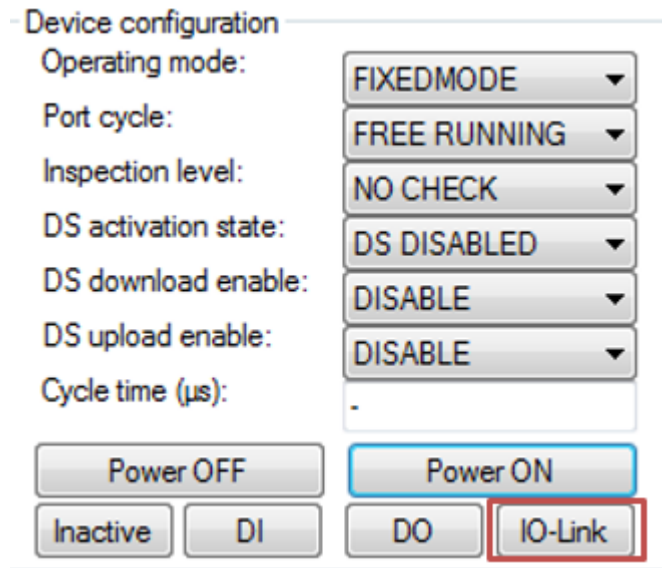 Device configuration
Operating mode: FIXEDMODE
Port cycle: FREE RUNNING
Inspection level: NO CHECK
DS activation state: DS DISABLED
DS download enable: DISABLE
DS upload enable: DISABLE
Cycle time (µs): -
Power OFF Power ON
Inactive DI DO IO-Link